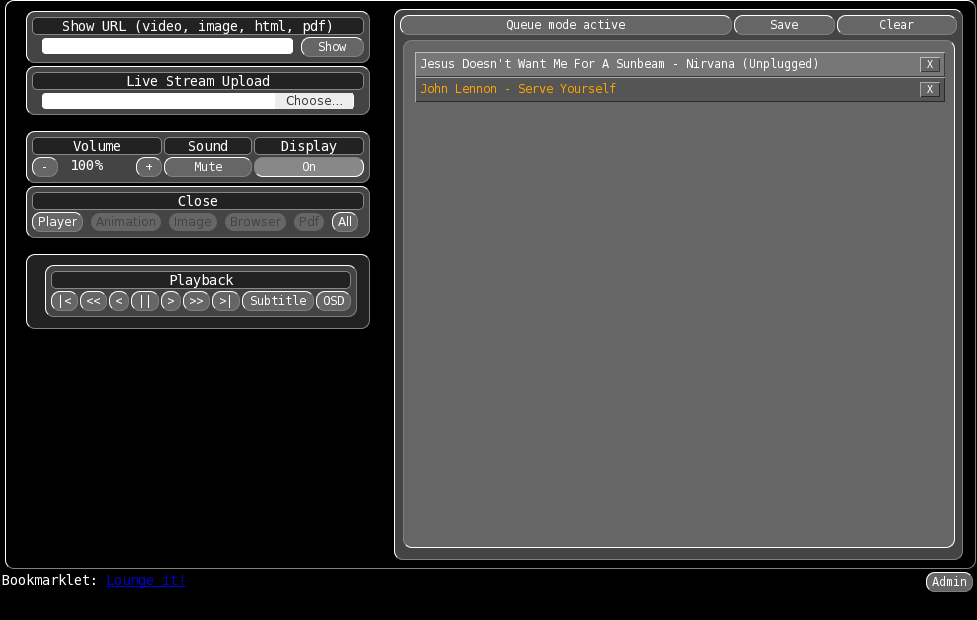 Show URL (video, image, html, pdf)
Show
Live Stream Upload
Choose...
Volume Sound Display
- 100% + Mute On
Close
Player Animation Image Browser Pdf All
Playback
|< << < || > >> >| Subtitle OSD
Queue mode active Save Clear
Jesus Doesn't Want Me For A Sunbeam - Nirvana (Unplugged) X
John Lennon - Serve Yourself X
Bookmarklet: Lounge it!
Admin